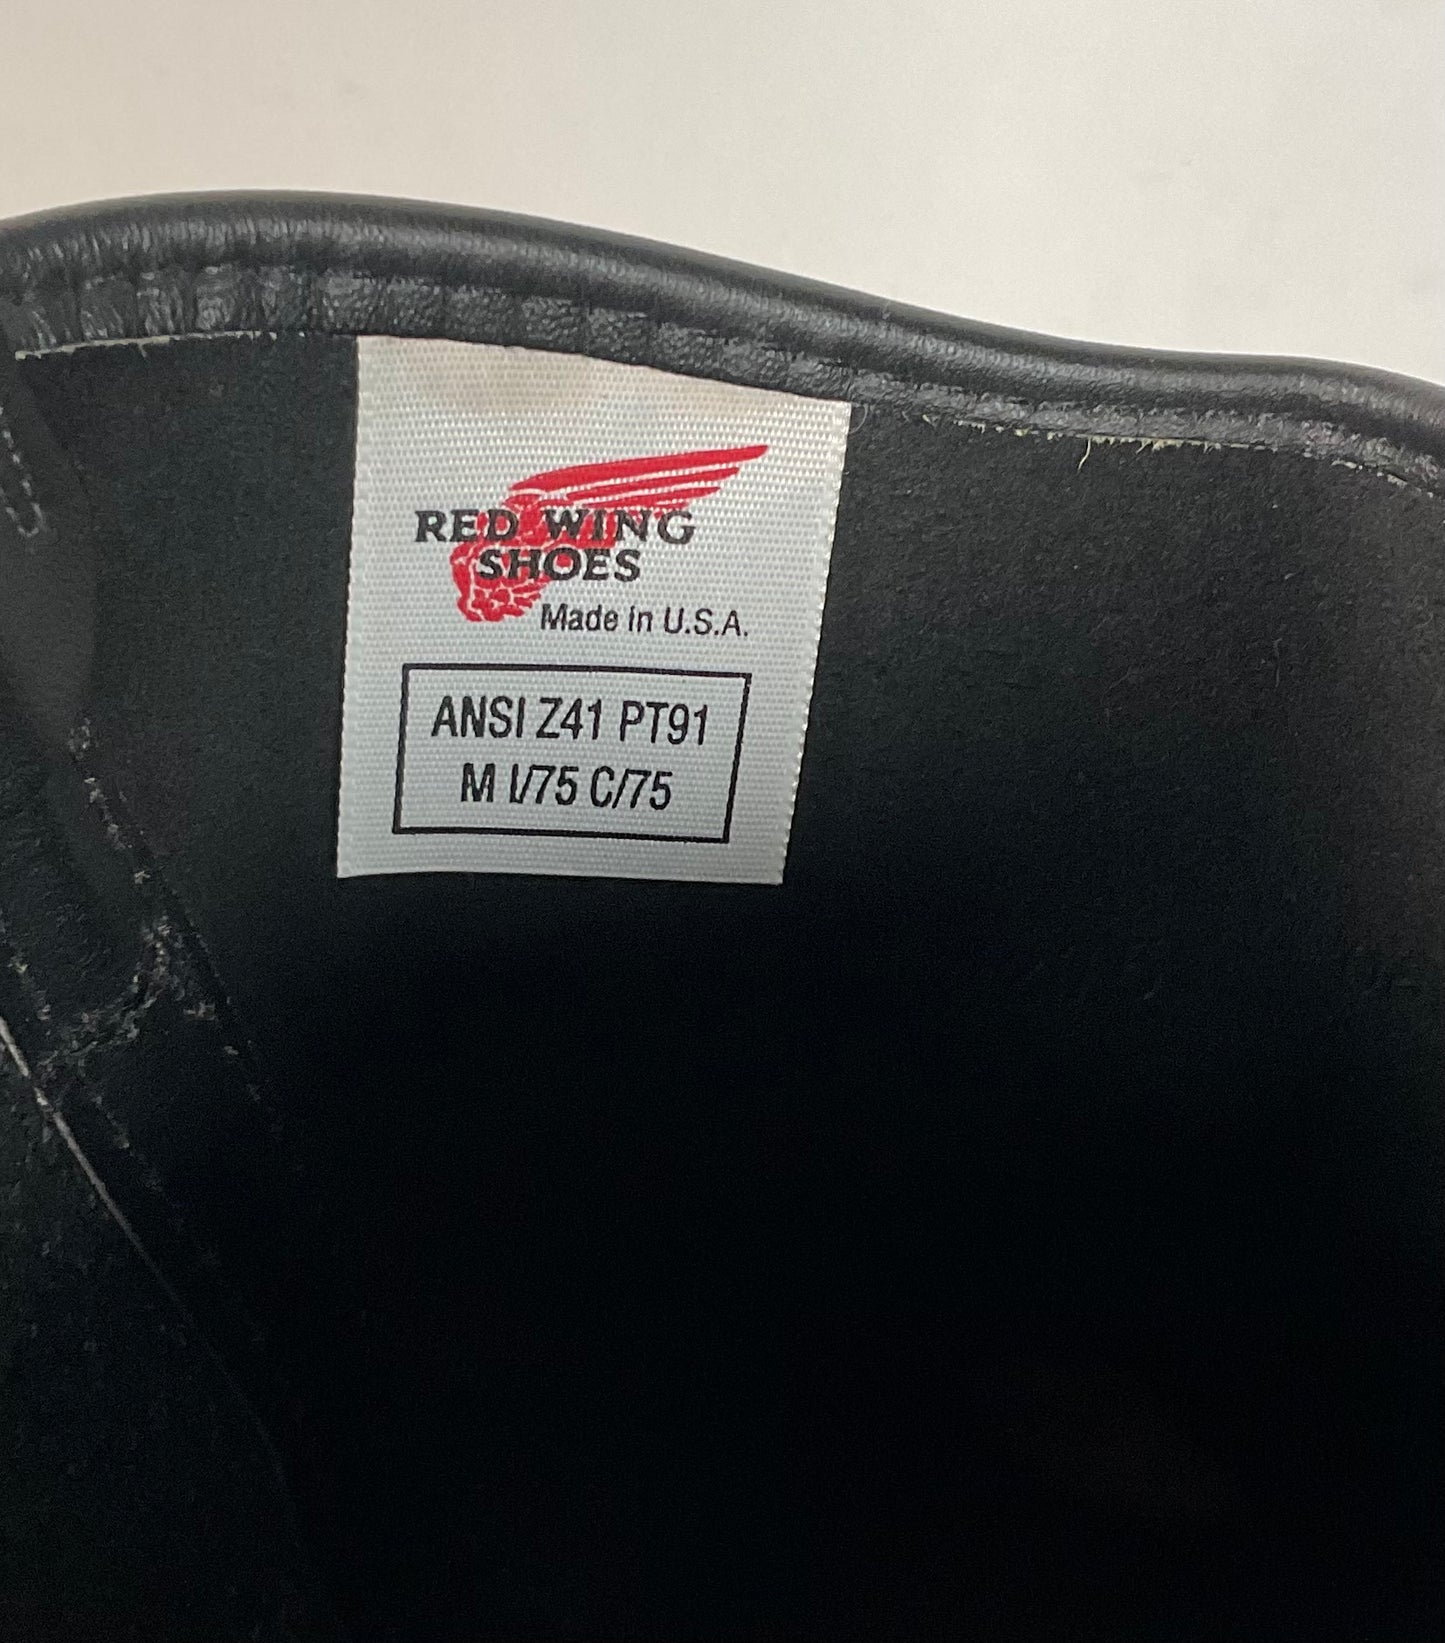 RED WING
SHOES
Made in U.S.A.
ANSI Z41 PT91
M I/75 C/75